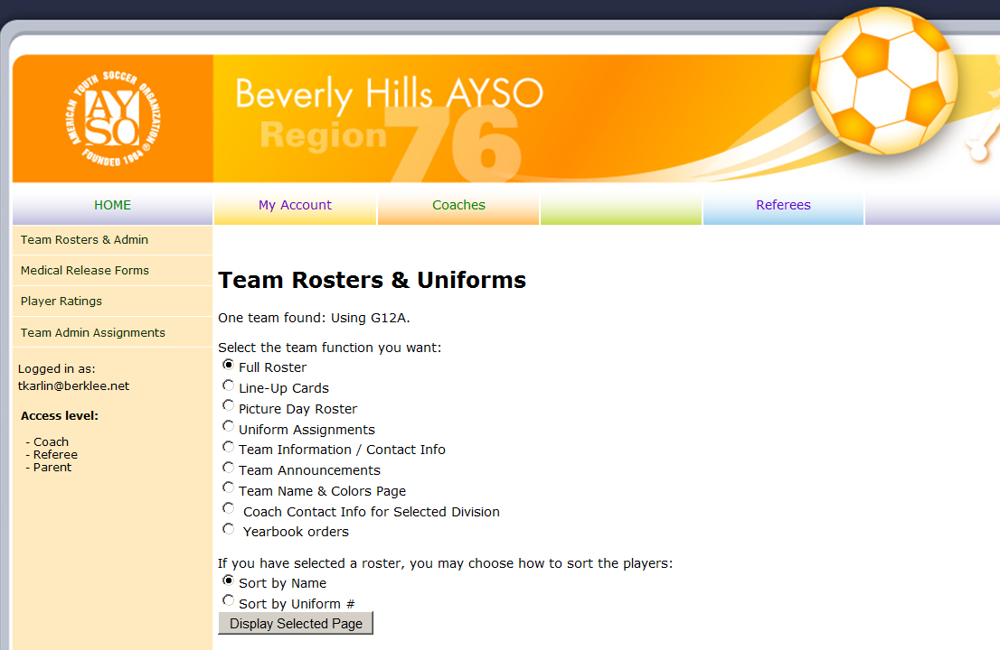 AMERICAN YOUTH SOCCER ORGANIZATION ®
AY
SO
FOUNDED 1964
Beverly Hills AYSO
Region 76
HOME My Account Coaches Referees
Team Rosters & Admin
Medical Release Forms
Player Ratings
Team Admin Assignments
Logged in as:
tkarlin@berklee.net
Access level:
- Coach
- Referee
- Parent
Team Rosters & Uniforms
One team found: Using G12A.
Select the team function you want:
Full Roster
Line-Up Cards
Picture Day Roster
Uniform Assignments
Team Information / Contact Info
Team Announcements
Team Name & Colors Page
Coach Contact Info for Selected Division
Yearbook orders
If you have selected a roster, you may choose how to sort the players:
Sort by Name
Sort by Uniform #
Display Selected Page